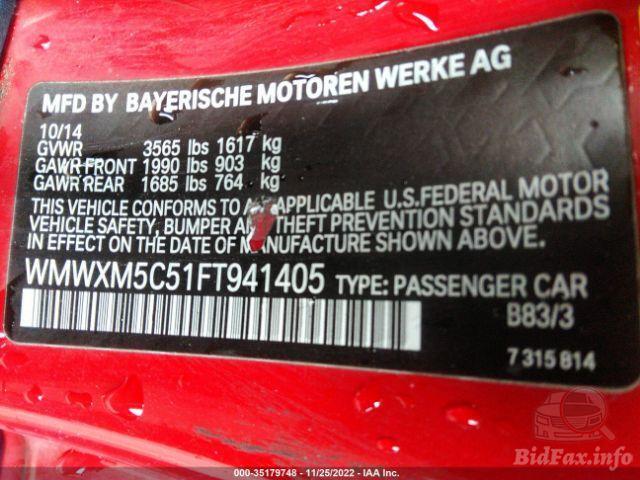 MFD BY BAYERISCHE MOTOREN WERKE AG
10/14
GVWR 3565 lbs 1617 kg
GAWR FRONT 1990 lbs 903 kg
GAWR REAR 1685 lbs 764 kg
THIS VEHICLE CONFORMS TO ALL APPLICABLE U.S.FEDERAL MOTOR
VEHICLE SAFETY, BUMPER AND THEFT PREVENTION STANDARDS
IN EFFECT ON THE DATE OF MANUFACTURE SHOWN ABOVE.
WMWXM5C51FT941405 TYPE: PASSENGER CAR
B83/3
7 315 814
BidFax.info
000-35179748 - 11/25/2022 - IAA Inc.